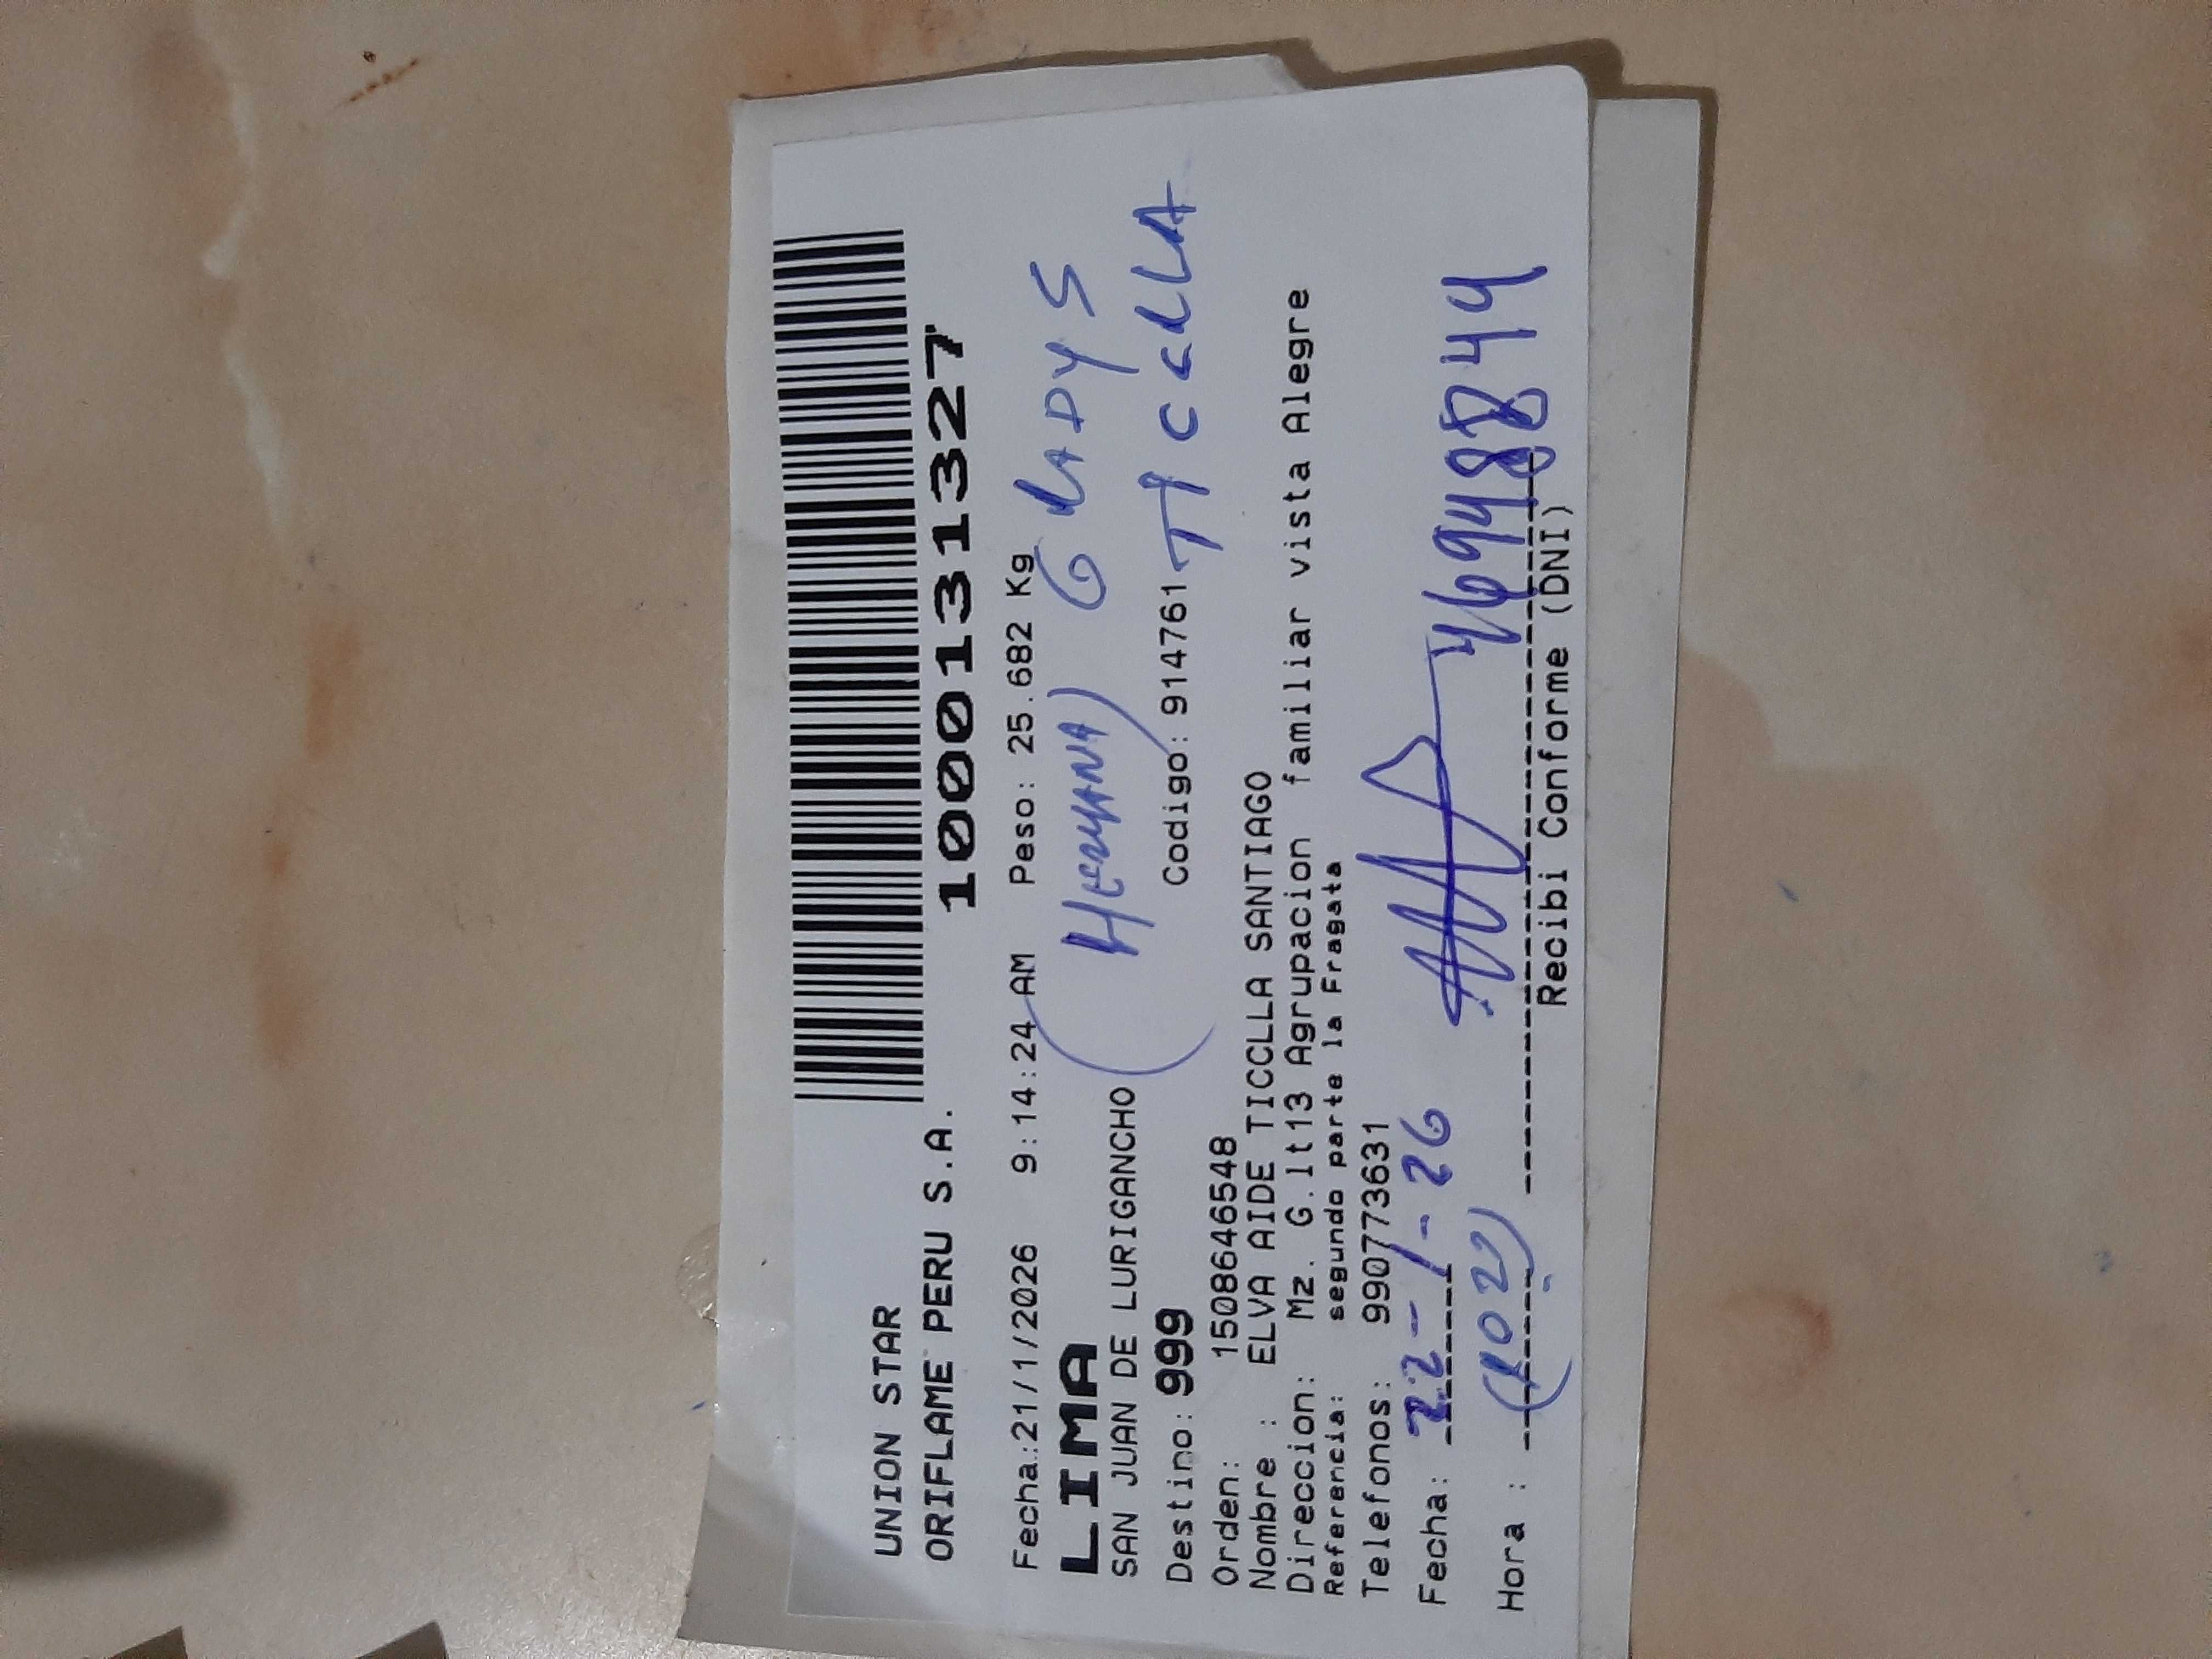 UNION STAR
ORIFLAME PERU S.A. 1000131327
Fecha.:21/1/2026 9:14:24 AM Peso: 25.682 Kg
LIMA
(HERMANA) GLADYS
SAN JUAN DE LURIGANCHO
Destino: 999 Codigo: 914761 TICCLLA
Orden: 1508646548
Nombre : ELVA AIDE TICCLLA SANTIAGO
Direccion: Mz. G.lt13 Agrupacion familiar vista Alegre
Referencia: segundo parte la Fragata
Telefonos: 990773631
Fecha: 22-1-26 46948844
Hora :
Recibi Conforme (DNI)